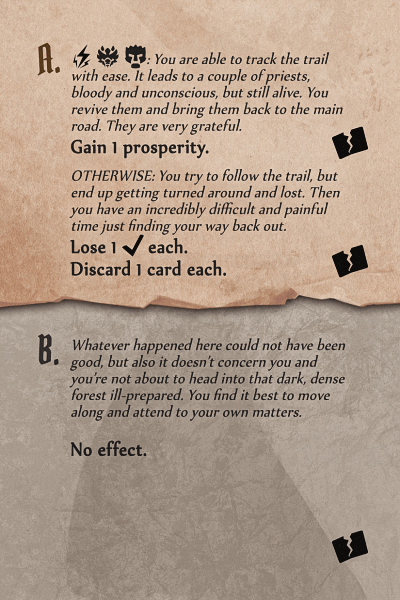 A. : You are able to track the trail
with ease. It leads to a couple of priests,
bloody and unconscious, but still alive. You
revive them and bring them back to the main
road. They are very grateful.
Gain 1 prosperity.
OTHERWISE: You try to follow the trail, but
end up getting turned around and lost. Then
you have an incredibly difficult and painful
time just finding your way back out.
Lose 1 ✓ each.
Discard 1 card each.
B. Whatever happened here could not have been
good, but also it doesn't concern you and
you're not about to head into that dark, dense
forest ill-prepared. You find it best to move
along and attend to your own matters.
No effect.